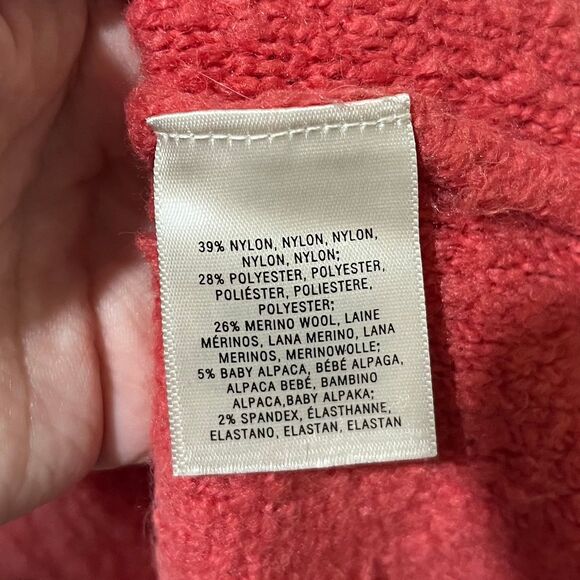 39% NYLON, NYLON, NYLON,
NYLON, NYLON;
28% POLYESTER, POLYESTER,
POLIÉSTER, POLIESTERE,
POLYESTER;
26% MERINO WOOL, LAINE
MÉRINOS, LANA MERINO, LANA
MERINOS, MERINOWOLLE;
5% BABY ALPACA, BÉBÉ ALPAGA,
ALPACA BEBÉ, BAMBINO
ALPACA,BABY ALPAKA;
2% SPANDEX, ÉLASTHANNE,
ELASTANO, ELASTAN, ELASTAN